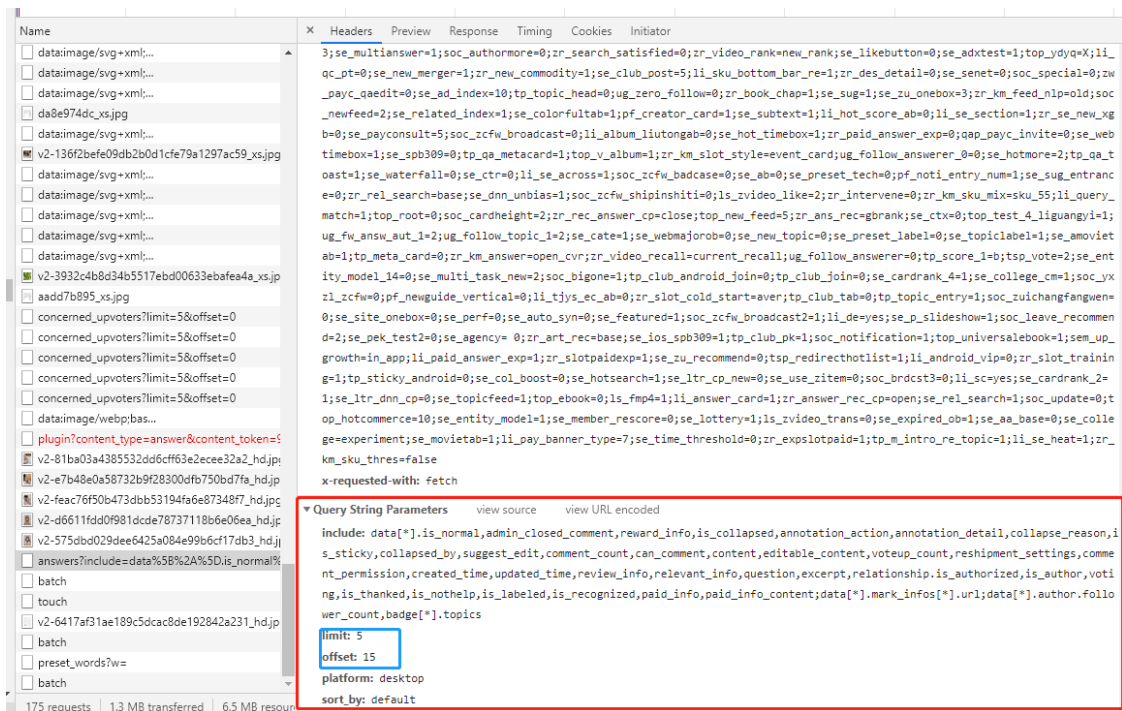 Name
data:image/svg+xml;...
data:image/svg+xml;...
data:image/svg+xml;...
da8e974dc_xs.jpg
data:image/svg+xml;...
v2-136f2befe09db2b0d1cfe79a1297ac59_xs.jpg
data:image/svg+xml;...
data:image/svg+xml;...
data:image/svg+xml;...
data:image/svg+xml;...
data:image/svg+xml;...
v2-3932c4b8d34b5517ebd00633ebafea4a_xs.jp
aadd7b895_xs.jpg
concerned_upvoters?limit=5&offset=0
concerned_upvoters?limit=5&offset=0
concerned_upvoters?limit=5&offset=0
concerned_upvoters?limit=5&offset=0
concerned_upvoters?limit=5&offset=0
data:image/webp;bas...
plugin?content_type=answer&content_token=9
v2-81ba03a4385532dd6cff63e2ecee32a2_hd.jpg
v2-e7b48e0a58732b9f28300dfb750bd7fa_hd.jp
v2-feac76f50b473dbb53194fa6e87348f7_hd.jpg
v2-d6611fdd0f981dcde78737118b6e06ea_hd.jp
v2-575dbd029dee6425a084e99b6cf17db3_hd.j
answers?include=data%5B%2A%5D.is_normal%
batch
touch
v2-6417af31ae189c5dcac8de192842a231_hd.jp
batch
preset_words?w=
batch
175 requests 1.3 MB transferred 6.5 MB resour
× Headers Preview Response Timing Cookies Initiator
3;se_multianswer=1;soc_authormore=0;zr_search_satisfied=0;zr_video_rank=new_rank;se_likebutton=0;se_adxtest=1;top_ydyq=X;li_
qc_pt=0;se_new_merger=1;zr_new_commodity=1;se_club_post=5;li_sku_bottom_bar_re=1;zr_des_detail=0;se_senet=0;soc_special=0;zw
_payc_qaedit=0;se_ad_index=10;tp_topic_head=0;ug_zero_follow=0;zr_book_chap=1;se_sug=1;se_zu_onebox=3;zr_km_feed_nlp=old;soc
_newfeed=2;se_related_index=1;se_colorfultab=1;pf_creator_card=1;se_subtext=1;li_hot_score_ab=0;li_se_section=1;zr_se_new_xg
b=0;se_payconsult=5;soc_zcfw_broadcast=0;li_album_liutongab=0;se_hot_timebox=1;zr_paid_answer_exp=0;qap_payc_invite=0;se_web
timebox=1;se_spb309=0;tp_qa_metacard=1;top_v_album=1;zr_km_slot_style=event_card;ug_follow_answerer_0=0;se_hotmore=2;tp_qa_t
oast=1;se_waterfall=0;se_ctr=0;li_se_across=1;soc_zcfw_badcase=0;se_ab=0;se_preset_tech=0;pf_noti_entry_num=1;se_sug_entranc
e=0;zr_rel_search=base;se_dnn_unbias=1;soc_zcfw_shipinshiti=0;ls_zvideo_like=2;zr_intervene=0;zr_km_sku_mix=sku_55;li_query_
match=1;top_root=0;soc_cardheight=2;zr_rec_answer_cp=close;top_new_feed=5;zr_ans_rec=gbrank;se_ctx=0;top_test_4_liguangyi=1;
ug_fw_answ_aut_1=2;ug_follow_topic_1=2;se_cate=1;se_webmajorob=0;se_new_topic=0;se_preset_label=0;se_topiclabel=1;se_amoviet
ab=1;tp_meta_card=0;zr_km_answer=open_cvr;zr_video_recall=current_recall;ug_follow_answerer=0;tp_score_1=b;tsp_vote=2;se_ent
ity_model_14=0;se_multi_task_new=2;soc_bigone=1;tp_club_android_join=0;tp_club_join=0;se_cardrank_4=1;se_college_cm=1;soc_yx
zl_zcfw=0;pf_newguide_vertical=0;li_tjys_ec_ab=0;zr_slot_cold_start=aver;tp_club_tab=0;tp_topic_entry=1;soc_zuichangfangwen=
0;se_site_onebox=0;se_perf=0;se_auto_syn=0;se_featured=1;soc_zcfw_broadcast2=1;li_de=yes;se_p_slideshow=1;soc_leave_recommen
d=2;se_pek_test2=0;se_agency= 0;zr_art_rec=base;se_ios_spb309=1;tp_club_pk=1;soc_notification=1;top_universalebook=1;sem_up_
growth=in_app;li_paid_answer_exp=1;zr_slotpaidexp=1;se_zu_recommend=0;tsp_redirecthotlist=1;li_android_vip=0;zr_slot_trainin
g=1;tp_sticky_android=0;se_col_boost=0;se_hotsearch=1;se_ltr_cp_new=0;se_use_zitem=0;soc_brdcst3=0;li_sc=yes;se_cardrank_2=
1;se_ltr_dnn_cp=0;se_topicfeed=1;top_ebook=0;ls_fmp4=1;li_answer_card=1;zr_answer_rec_cp=open;se_rel_search=1;soc_update=0;t
op_hotcommerce=10;se_entity_model=1;se_member_rescore=0;se_lottery=1;ls_zvideo_trans=0;se_expired_ob=1;se_aa_base=0;se_colle
ge=experiment;se_movietab=1;li_pay_banner_type=7;se_time_threshold=0;zr_expslotpaid=1;tp_m_intro_re_topic=1;li_se_heat=1;zr_
km_sku_thres=false
x-requested-with: fetch
▼ Query String Parameters view source view URL encoded
include: data[*].is_normal,admin_closed_comment,reward_info,is_collapsed,annotation_action,annotation_detail,collapse_reason,i
s_sticky,collapsed_by,suggest_edit,comment_count,can_comment,content,editable_content,voteup_count,reshipment_settings,comme
nt_permission,created_time,updated_time,review_info,relevant_info,question,excerpt,relationship.is_authorized,is_author,voti
ng,is_thanked,is_nothelp,is_labeled,is_recognized,paid_info,paid_info_content;data[*].mark_infos[*].url;data[*].author.follo
wer_count,badge[*].topics
limit: 5
offset: 15
platform: desktop
sort_by: default